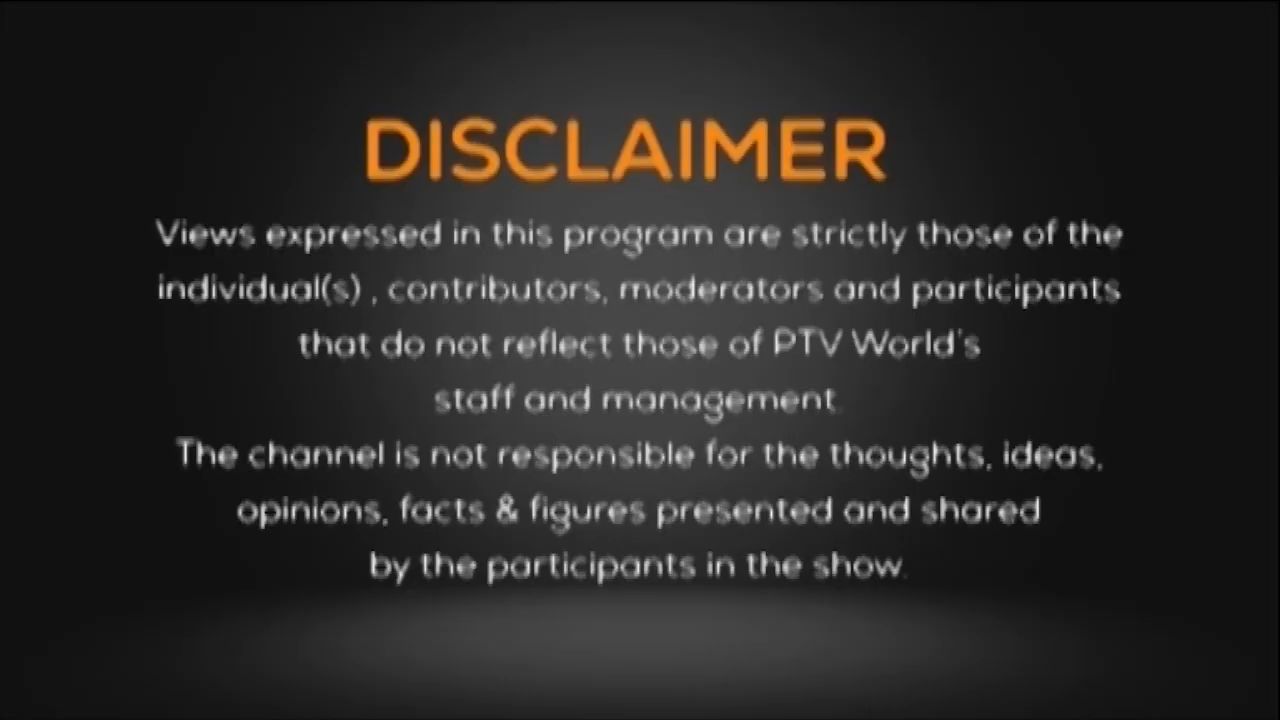 DISCLAIMER
Views expressed in this program are strictly those of the
individual(s) , contributors, moderators and participants
that do not reflect those of PTV World's
staff and management.
The channel is not responsible for the thoughts, ideas,
opinions, facts & figures presented and shared
by the participants in the show.